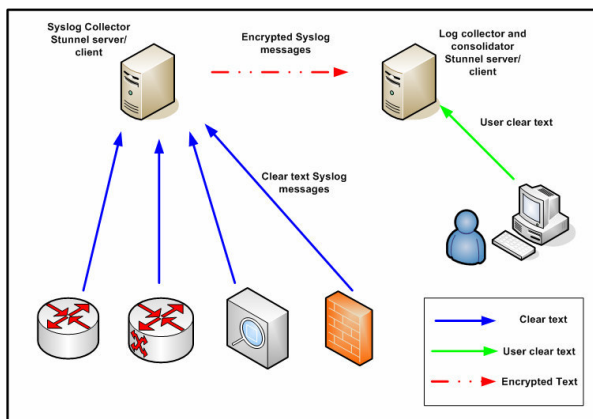 Syslog Collector
Stunnel server/
client
Encrypted Syslog
messages
Log collector and
consolidator
Stunnel server/
client
User clear text
Clear text Syslog
messages
Clear text
User clear text
Encrypted Text